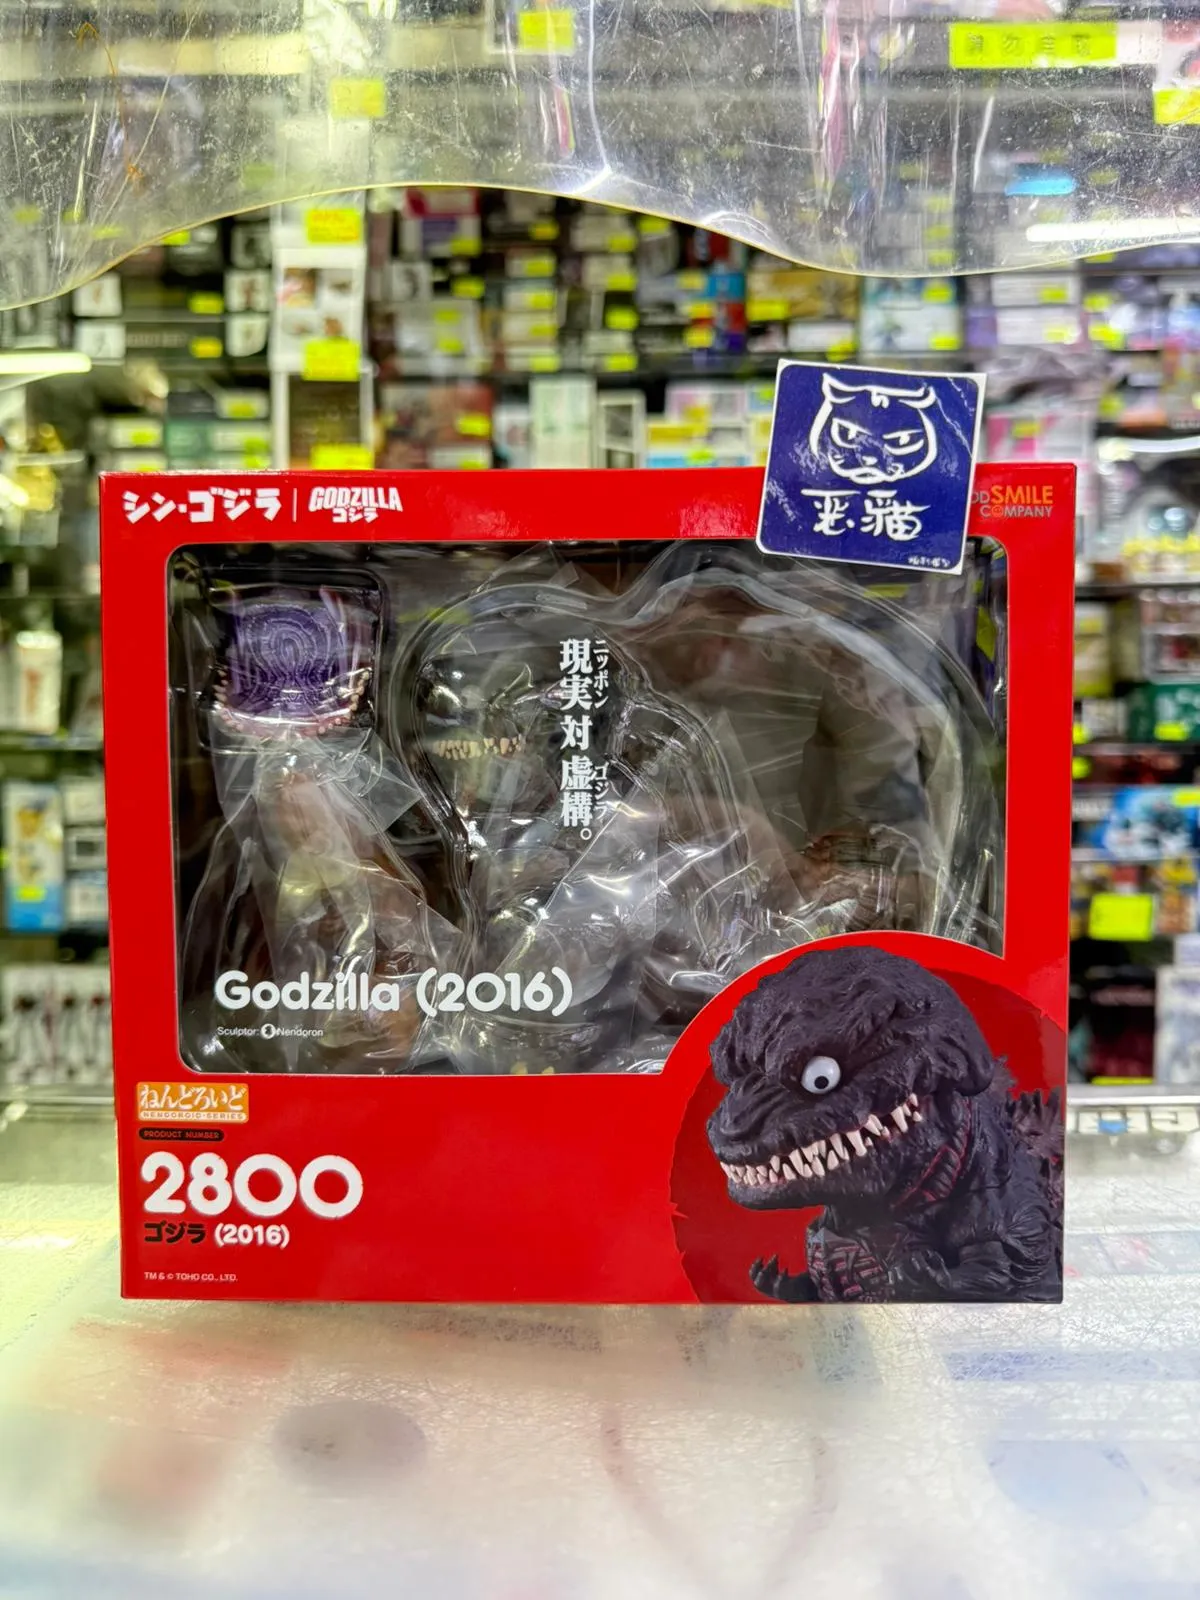 シン・ゴジラ
GODZILLA
ゴジラ
惡貓
SMILE
COMPANY
現実対虚構。
ニッポン
ゴジラ
Godzilla (2016)
Sculptor: Nendoron
ねんどろいど
NENDOROID SERIES
PRODUCT NUMBER
2800
ゴジラ (2016)
TM & © TOHO CO., LTD.